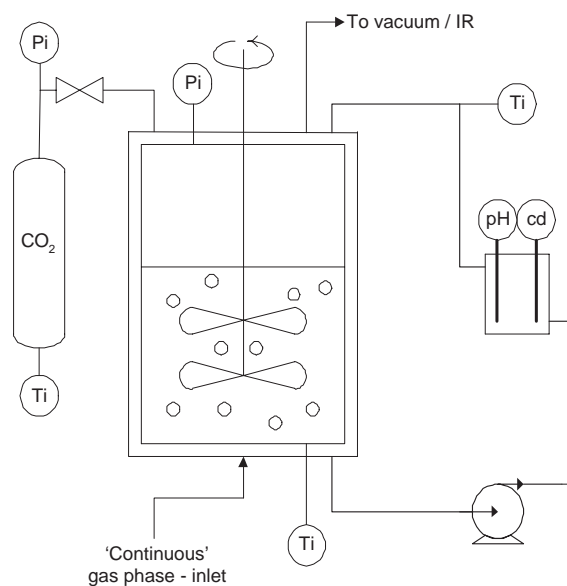 To vacuum / IR
Pi
Pi
Ti
CO₂
pH
cd
Ti
Ti
'Continuous'
gas phase - inlet